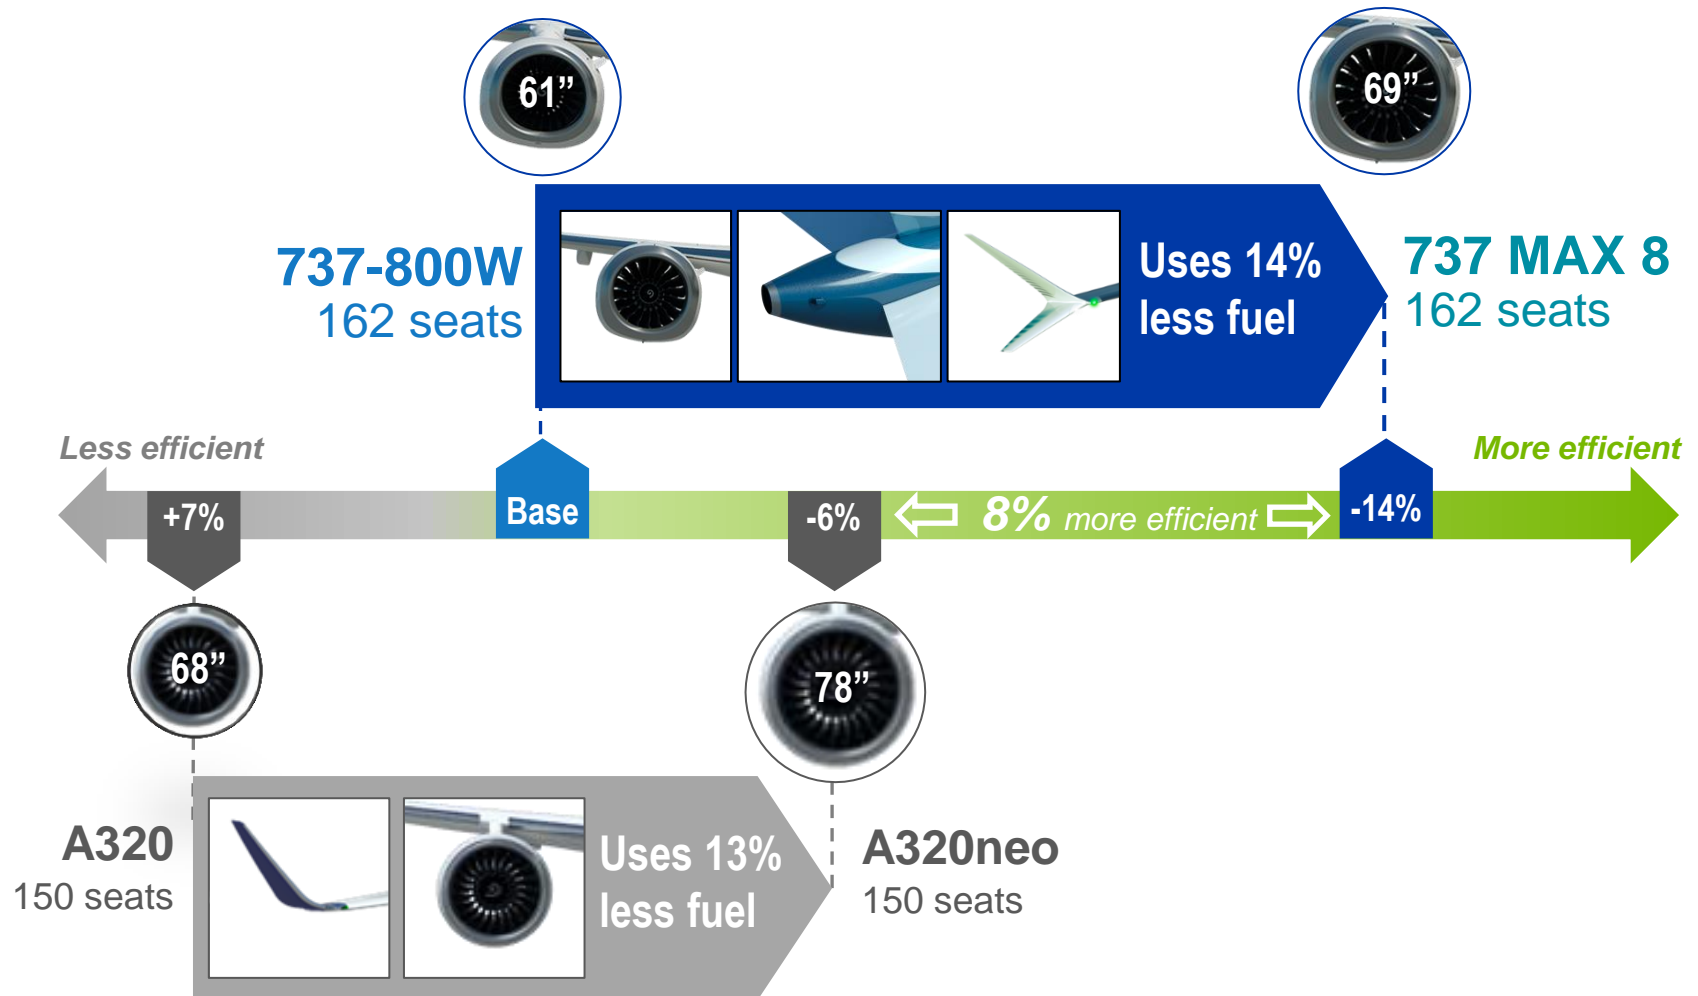 61”
69”
737-800W
162 seats
Uses 14%
less fuel
737 MAX 8
162 seats
Less efficient
More efficient
+7%
Base
-6%
8% more efficient
-14%
68”
78”
A320
150 seats
Uses 13%
less fuel
A320neo
150 seats